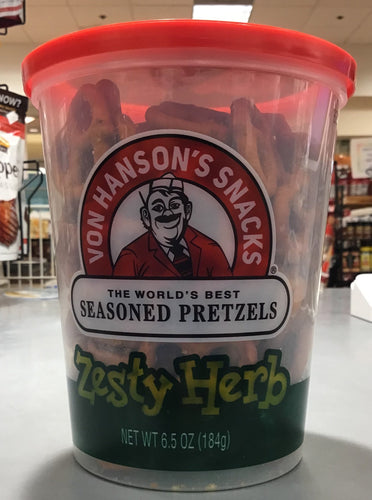 VON HANSON'S SNACKS
THE WORLD'S BEST
SEASONED PRETZELS
Zesty Herb
NET WT 6.5 OZ (184g)